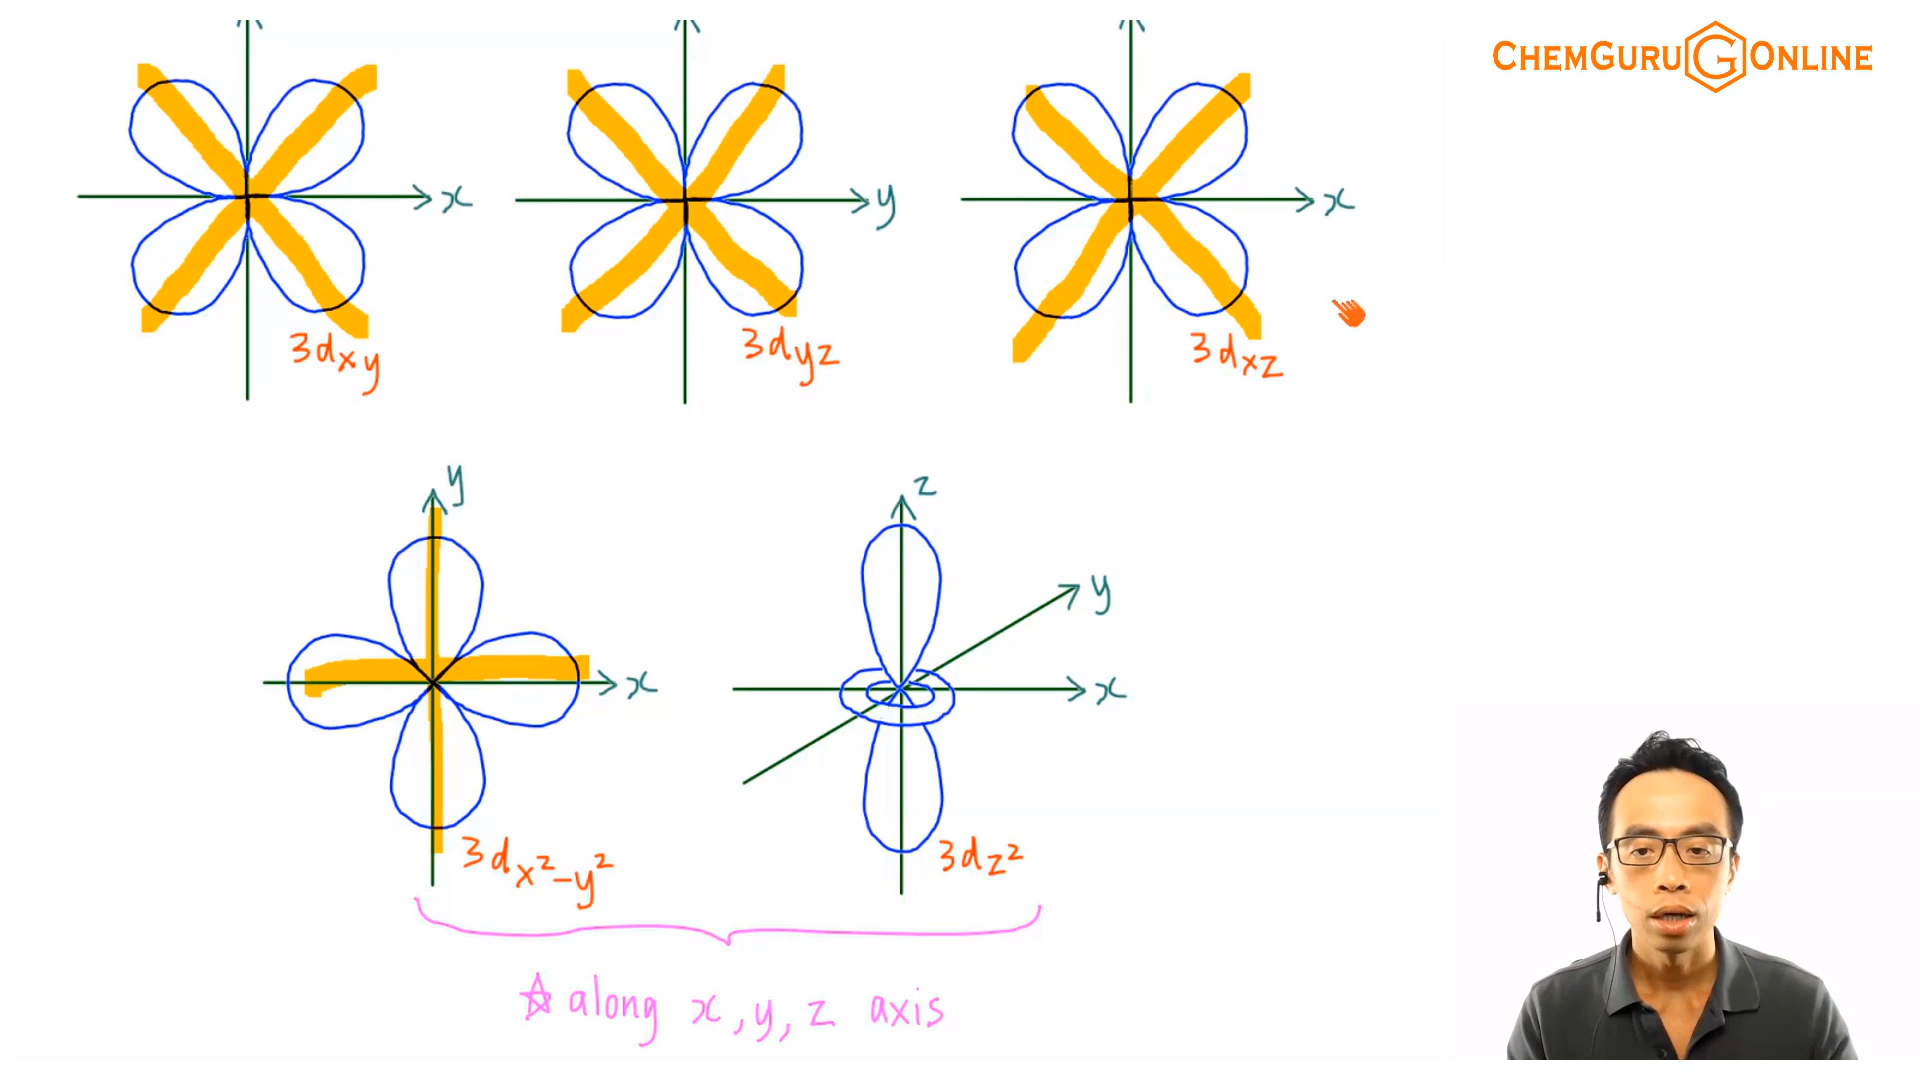 CHEMGURU G ONLINE
x
y
x
3dxy
3dyz
3dxz
y
z
y
x
x
3dx²-y²
3dz²
☆ along x, y, z axis